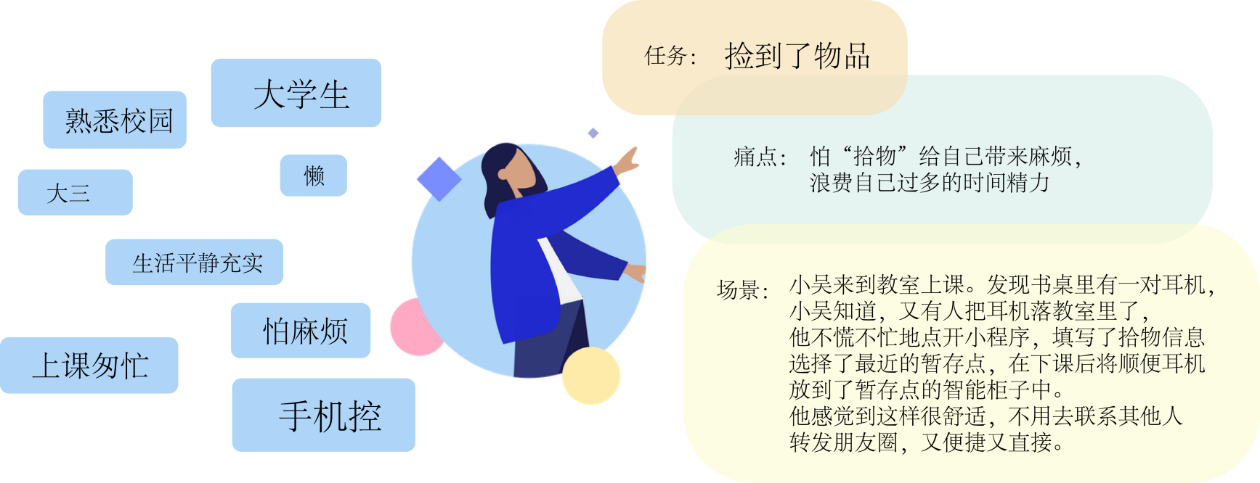 大学生
熟悉校园
懒
大三
生活平静充实
怕麻烦
上课匆忙
手机控
任务： 捡到了物品
痛点： 怕“拾物”给自己带来麻烦，
浪费自己过多的时间精力
场景： 小吴来到教室上课。发现书桌里有一对耳机，
小吴知道，又有人把耳机落教室里了，
他不慌不忙地点开小程序，填写了拾物信息
选择了最近的暂存点，在下课后将顺便耳机
放到了暂存点的智能柜子中。
他感觉到这样很舒适，不用去联系其他人
转发朋友圈，又便捷又直接。